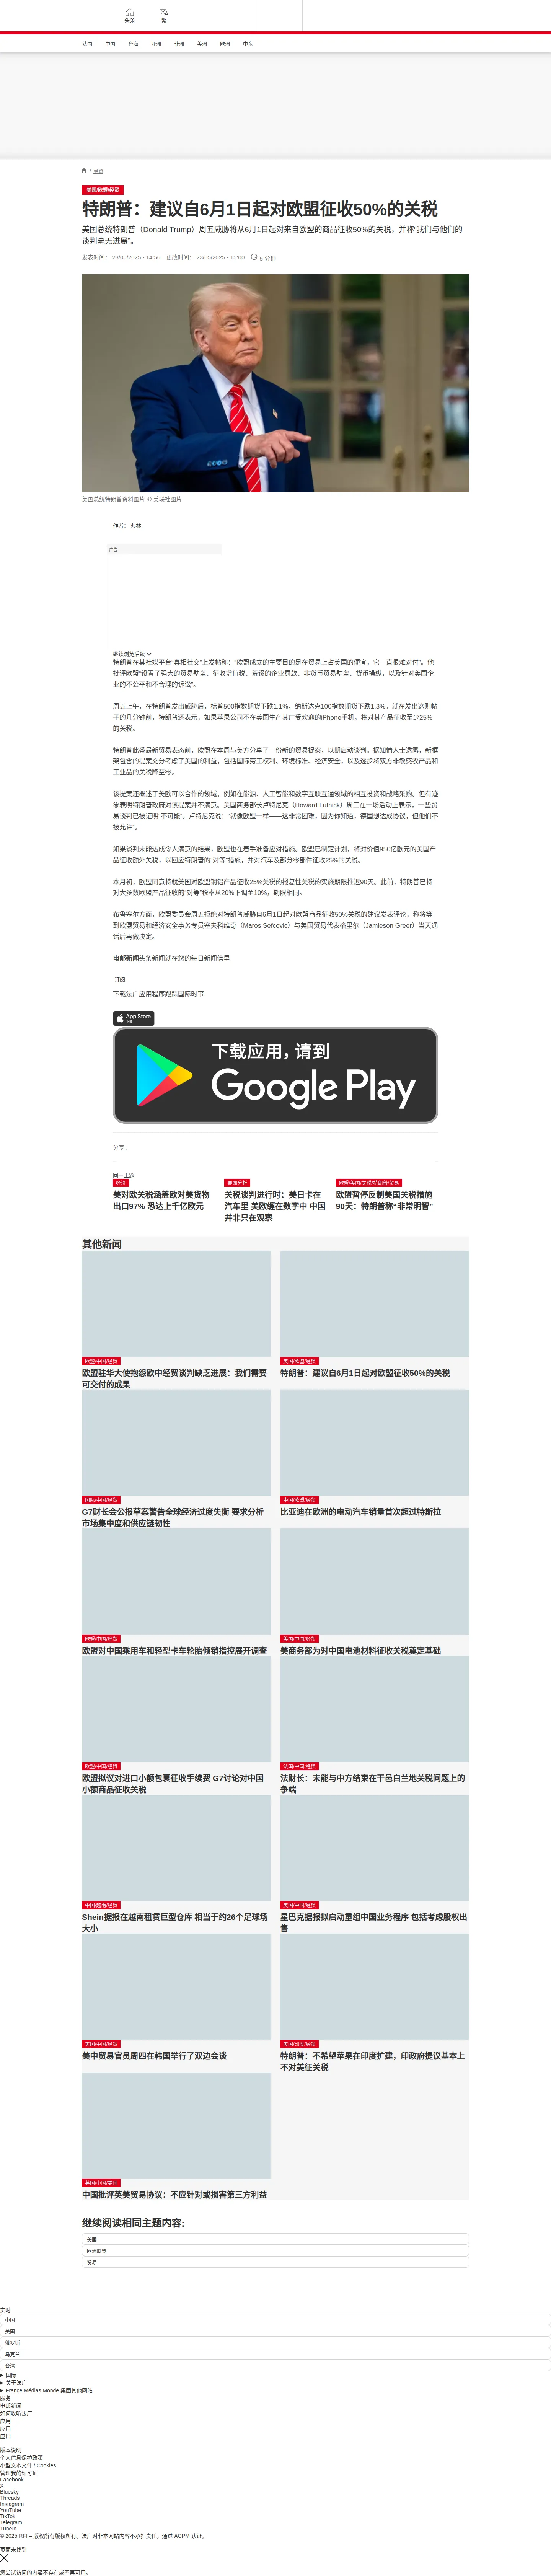 头条
繁
法国 中国 台海 亚洲 非洲 美洲 欧洲 中东
/ 经贸
美国/欧盟/经贸
特朗普：建议自6月1日起对欧盟征收50%的关税
美国总统特朗普（Donald Trump）周五威胁将从6月1日起对来自欧盟的商品征收50%的关税，并称“我们与他们的
谈判毫无进展”。
发表时间： 23/05/2025 - 14:56 更改时间： 23/05/2025 - 15:00 5 分钟
美国总统特朗普资料图片 © 美联社图片
作者： 弗林
广告
继续浏览后续
特朗普在其社媒平台“真相社交”上发帖称：“欧盟成立的主要目的是在贸易上占美国的便宜，它一直很难对付”。他
批评欧盟“设置了强大的贸易壁垒、征收增值税、荒谬的企业罚款、非货币贸易壁垒、货币操纵，以及针对美国企
业的不公平和不合理的诉讼”。
周五上午，在特朗普发出威胁后，标普500指数期货下跌1.1%，纳斯达克100指数期货下跌1.3%。就在发出这则帖
子的几分钟前，特朗普还表示，如果苹果公司不在美国生产其广受欢迎的iPhone手机，将对其产品征收至少25%
的关税。
特朗普此番最新贸易表态前，欧盟在本周与美方分享了一份新的贸易提案，以期启动谈判。据知情人士透露，新框
架包含的提案充分考虑了美国的利益，包括国际劳工权利、环境标准、经济安全，以及逐步将双方非敏感农产品和
工业品的关税降至零。
该提案还概述了美欧可以合作的领域，例如在能源、人工智能和数字互联互通领域的相互投资和战略采购。但有迹
象表明特朗普政府对该提案并不满意。美国商务部长卢特尼克（Howard Lutnick）周三在一场活动上表示，一些贸
易谈判已被证明“不可能”。卢特尼克说：“就像欧盟一样——这非常困难，因为你知道，德国想达成协议，但他们不
被允许”。
如果谈判未能达成令人满意的结果，欧盟也在着手准备应对措施。欧盟已制定计划，将对价值950亿欧元的美国产
品征收额外关税，以回应特朗普的“对等”措施，并对汽车及部分零部件征收25%的关税。
本月初，欧盟同意将就美国对欧盟钢铝产品征收25%关税的报复性关税的实施期限推迟90天。此前，特朗普已将
对大多数欧盟产品征收的“对等”税率从20%下调至10%，期限相同。
布鲁塞尔方面，欧盟委员会周五拒绝对特朗普威胁自6月1日起对欧盟商品征收50%关税的建议发表评论，称将等
到欧盟贸易和经济安全事务专员塞夫科维奇（Maros Sefcovic）与美国贸易代表格里尔（Jamieson Greer）当天通
话后再做决定。
电邮新闻头条新闻就在您的每日新闻信里
订阅
下载法广应用程序跟踪国际时事
App Store
下载
下载应用，请到
Google Play
分享 :
同一主题
经济
美对欧关税涵盖欧对美货物
出口97% 恐达上千亿欧元
要闻分析
关税谈判进行时：美日卡在
汽车里 美欧缠在数字中 中国
并非只在观察
欧盟/美国/关税/特朗普/贸易
欧盟暂停反制美国关税措施
90天：特朗普称“非常明智”
其他新闻
欧盟/中国/经贸
欧盟驻华大使抱怨欧中经贸谈判缺乏进展：我们需要
可交付的成果
美国/欧盟/经贸
特朗普：建议自6月1日起对欧盟征收50%的关税
国际/中国/经贸
G7财长会公报草案警告全球经济过度失衡 要求分析
市场集中度和供应链韧性
中国/欧盟/经贸
比亚迪在欧洲的电动汽车销量首次超过特斯拉
欧盟/中国/经贸
欧盟对中国乘用车和轻型卡车轮胎倾销指控展开调查
美国/中国/经贸
美商务部为对中国电池材料征收关税奠定基础
欧盟/中国/经贸
欧盟拟议对进口小额包裹征收手续费 G7讨论对中国
小额商品征收关税
法国/中国/经贸
法财长：未能与中方结束在干邑白兰地关税问题上的
争端
中国/越南/经贸
Shein据报在越南租赁巨型仓库 相当于约26个足球场
大小
美国/中国/经贸
星巴克据报拟启动重组中国业务程序 包括考虑股权出
售
美国/中国/经贸
美中贸易官员周四在韩国举行了双边会谈
美国/印度/经贸
特朗普：不希望苹果在印度扩建，印政府提议基本上
不对美征关税
英国/中国/美国
中国批评英美贸易协议：不应针对或损害第三方利益
继续阅读相同主题内容:
美国
欧洲联盟
贸易
实时
中国
美国
俄罗斯
乌克兰
台湾
国际
关于法广
France Médias Monde 集团其他网站
服务
电邮新闻
如何收听法广
应用
应用
应用
版本说明
个人信息保护政策
小型文本文件 / Cookies
管理我的许可证
Facebook
X
Bluesky
Threads
Instagram
YouTube
TikTok
Telegram
TuneIn
© 2025 RFI – 版权所有版权所有。法广对非本网站内容不承担责任。通过 ACPM 认证。
页面未找到
您尝试访问的内容不存在或不再可用。